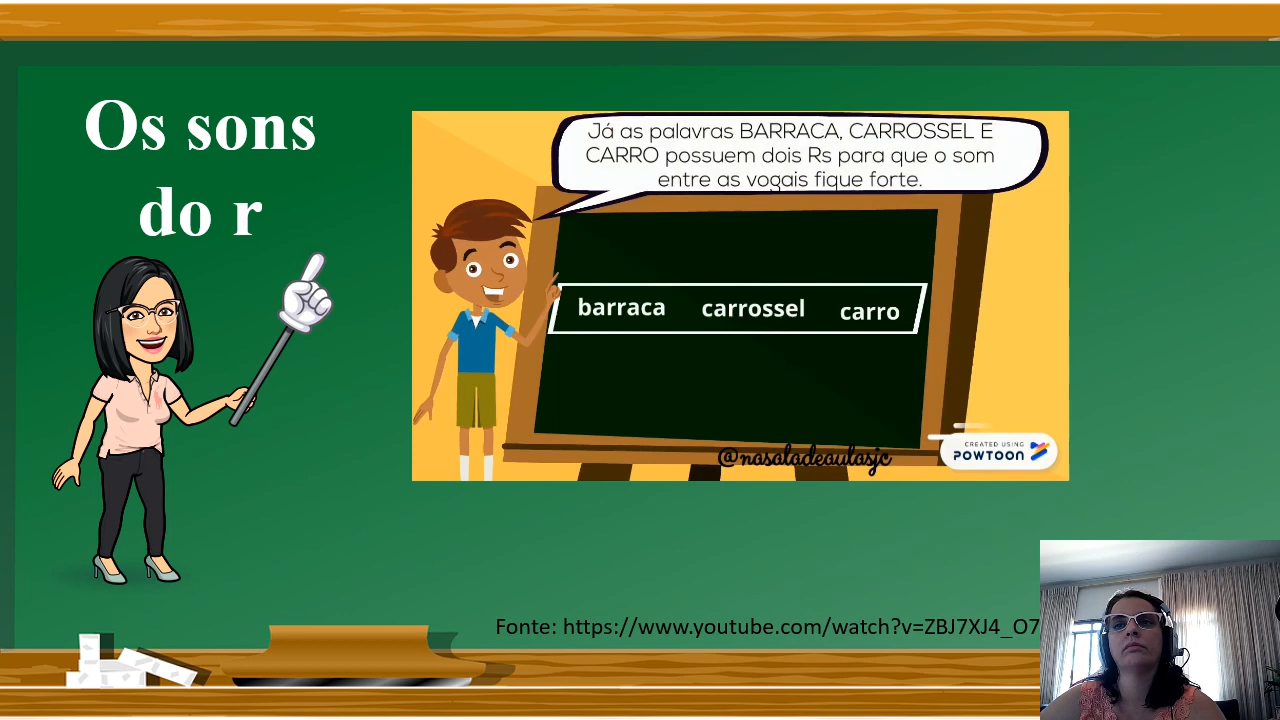 Os sons
do r
Já as palavras BARRACA, CARROSSEL E
CARRO possuem dois Rs para que o som
entre as vogais fique forte.
barraca carrossel carro
@nasaladeaulasjc
CREATED USING
POWTOON
Fonte: https://www.youtube.com/watch?v=ZBJ7XJ4_O7